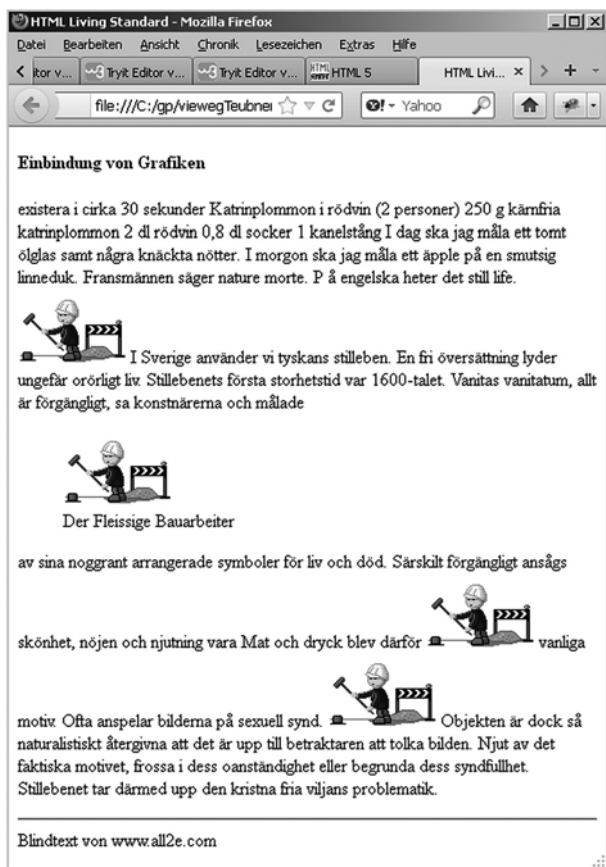 HTML Living Standard - Mozilla Firefox
Datei Bearbeiten Ansicht Chronik Lesezeichen Extras Hilfe
itor v... Tryit Editor v... Tryit Editor v... HTML 5 HTML Livi...
file:///C:/gp/viewegTeubner Yahoo
Einbindung von Grafiken
existera i cirka 30 sekunder Katrinplommon i rödvin (2 personer) 250 g kärnfria
katrinplommon 2 dl rödvin 0,8 dl socker 1 kanelstång I dag ska jag måla ett tomt
ölglas samt några knäckta nötter. I morgon ska jag måla ett äpple på en smutsig
linneduk. Fransmännen säger nature morte. P å engelska heter det still life.
I Sverige använder vi tyskans stilleben. En fri översättning lyder
ungefär orörligt liv. Stillebenets första storhetstid var 1600-talet. Vanitas vanitatum, allt
är förgängligt, sa konstnärerna och målade
Der Fleissige Bauarbeiter
av sina noggrant arrangerade symboler för liv och död. Särskilt förgängligt ansågs
skönhet, nöjen och njutning vara Mat och dryck blev därför vanliga
motiv. Ofta anspelar bilderna på sexuell synd. Objekten är dock så
naturalistiskt återgivna att det är upp till betraktaren att tolka bilden. Njut av det
faktiska motivet, frossa i dess oanständighet eller begrunda dess syndfullhet.
Stillebenet tar därmed upp den kristna fria viljans problematik.
Blindtext von www.all2e.com